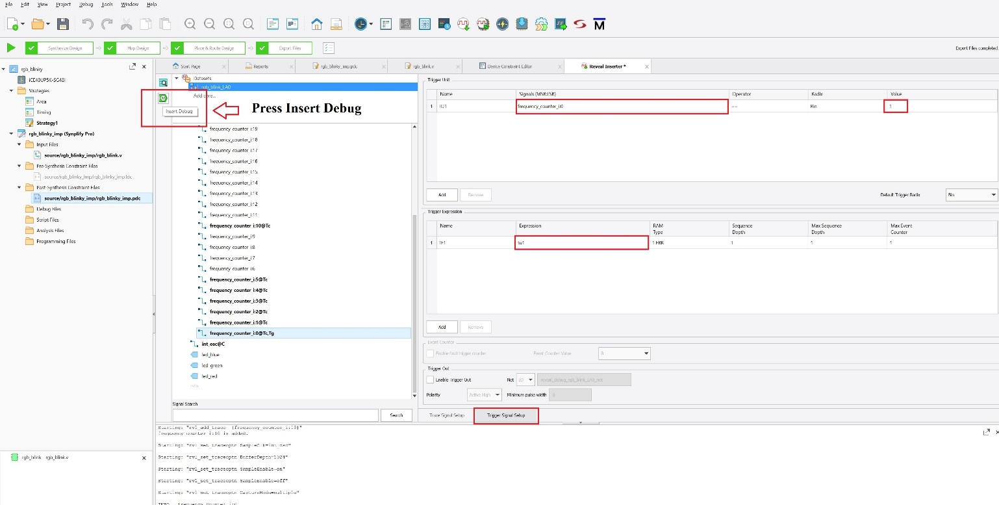 File Edit View Project Debug Tools Window Help
Synthesize Design Map Design Place & Route Design Export Files Export Files completed.
rgb_blinky
iCE40UP5K-SG48I
Strategies
Area
Timing
Strategy1
rgb_blinky_imp (Synplify Pro)
Input Files
source/rgb_blinky_imp/rgb_blink.v
Pre-Synthesis Constraint Files
source/rgb_blinky_imp/rgb_blinky_imp.ldc
Post-Synthesis Constraint Files
source/rgb_blinky_imp/rgb_blinky_imp.pdc
Debug Files
Script Files
Analysis Files
Programming Files
rgb_blink rgb_blink.v
Start Page Reports rgb_blinky_imp.pdc rgb_blink.v Device Constraint Editor Reveal Inserter *
Datasets
rgb_blink_LA0
Add core...
Insert Debug
Press Insert Debug
frequency_counter_i:19
frequency_counter_i:18
frequency_counter_i:17
frequency_counter_i:16
frequency_counter_i:15
frequency_counter_i:14
frequency_counter_i:13
frequency_counter_i:12
frequency_counter_i:11
frequency_counter_i:10@Tc
frequency_counter_i:9
frequency_counter_i:8
frequency_counter_i:7
frequency_counter_i:6
frequency_counter_i:5@Tc
frequency_counter_i:4@Tc
frequency_counter_i:3@Tc
frequency_counter_i:2@Tc
frequency_counter_i:1@Tc
frequency_counter_i:0@Tc,Tg
int_osc@C
led_blue
led_green
led_red
Signal Search
Search
Trigger Unit
Name Signals (MSB:LSB) Operator Radix Value
1 TU1 frequency_counter_i:0 == Bin 1
Add Remove Default Trigger Radix Bin
Trigger Expression
Name Expression RAM Type Sequence Depth Max Sequence Depth Max Event Counter
1 TE1 tu1 1 EBR 1 1 1
Add Remove
Event Counter
Enable final trigger counter Event Counter Value 8
Trigger Out
Enable Trigger Out Net IO reveal_debug_rgb_blink_LA0_net
Polarity Active High Minimum pulse width 0
Trace Signal Setup Trigger Signal Setup
Starting: "rvl_add_trace {frequency_counter_i:10}"
frequency_counter_i:10 is added.
Starting: "rvl_set_traceoptn SampleClk=int_osc"
Starting: "rvl_set_traceoptn BufferDepth=1024"
Starting: "rvl_set_traceoptn SampleEnable=on"
Starting: "rvl_set_traceoptn SampleEnable=off"
Starting: "rvl_set_traceoptn CaptureMode=multiple"